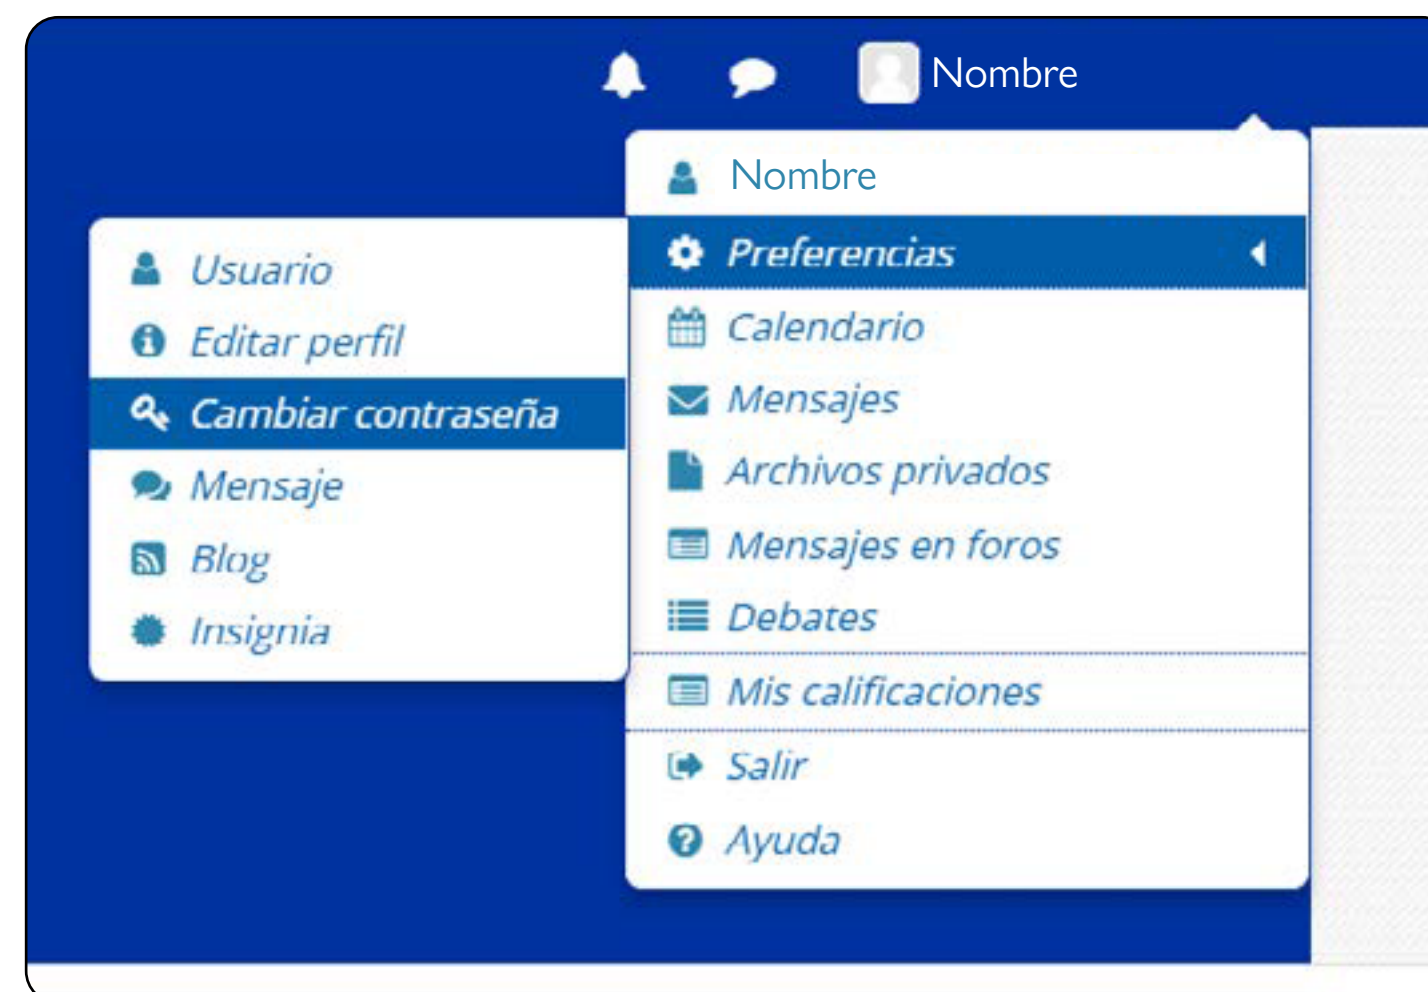 Nombre
Nombre
Preferencias
Calendario
Mensajes
Archivos privados
Mensajes en foros
Debates
Mis calificaciones
Salir
Ayuda
Usuario
Editar perfil
Cambiar contraseña
Mensaje
Blog
Insignia